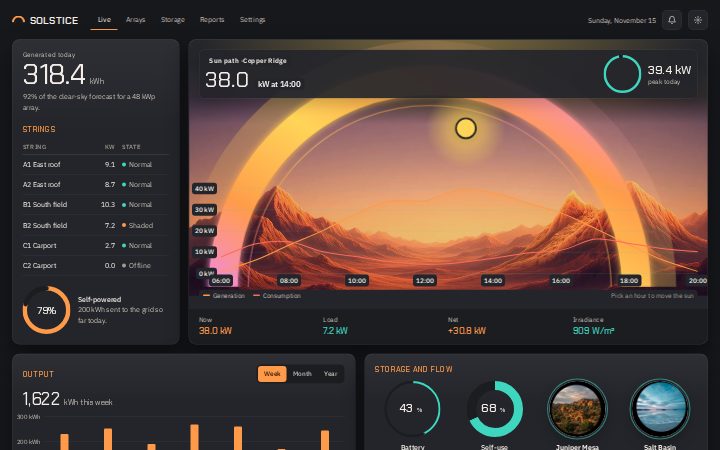 SOLSTICE
Live
Arrays
Storage
Reports
Settings
Sunday, November 15
Generated today
318.4 kWh
92% of the clear-sky forecast for a 48 kWp
array.
STRINGS
STRING KW STATE
A1 East roof 9.1 Normal
A2 East roof 8.7 Normal
B1 South field 10.3 Normal
B2 South field 7.2 Shaded
C1 Carport 2.7 Normal
C2 Carport 0.0 Offline
79%
Self-powered
200 kWh sent to the grid so
far today.
Sun path · Copper Ridge
38.0 kW at 14:00
39.4 kW
peak today
40 kW
30 kW
20 kW
10 kW
0 kW
06:00 08:00 10:00 12:00 14:00 16:00 18:00 20:00
Generation Consumption
Pick an hour to move the sun
Now Load Net Irradiance
38.0 kW 7.2 kW +30.8 kW 909 W/m²
OUTPUT
Week Month Year
1,622 kWh this week
300 kWh
200 kWh
STORAGE AND FLOW
43 %
68 %
Battery Self-use Juniper Mesa Salt Basin